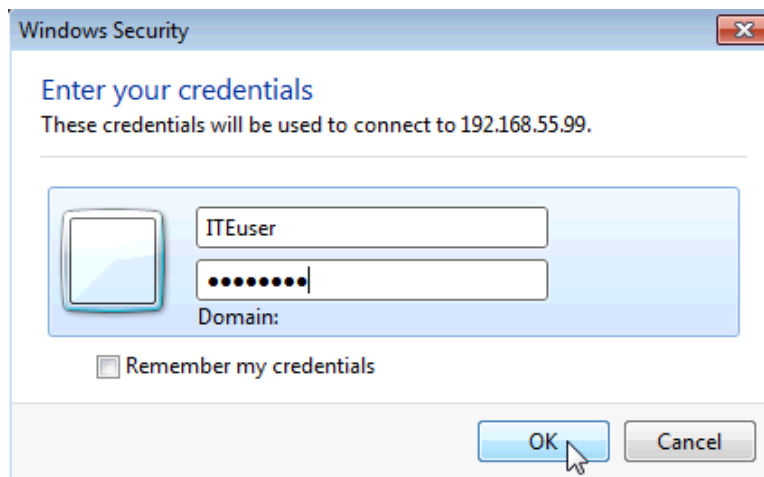 Windows Security
Enter your credentials
These credentials will be used to connect to 192.168.55.99.
ITEuser
●●●●●●●●
Domain:
Remember my credentials
OK
Cancel